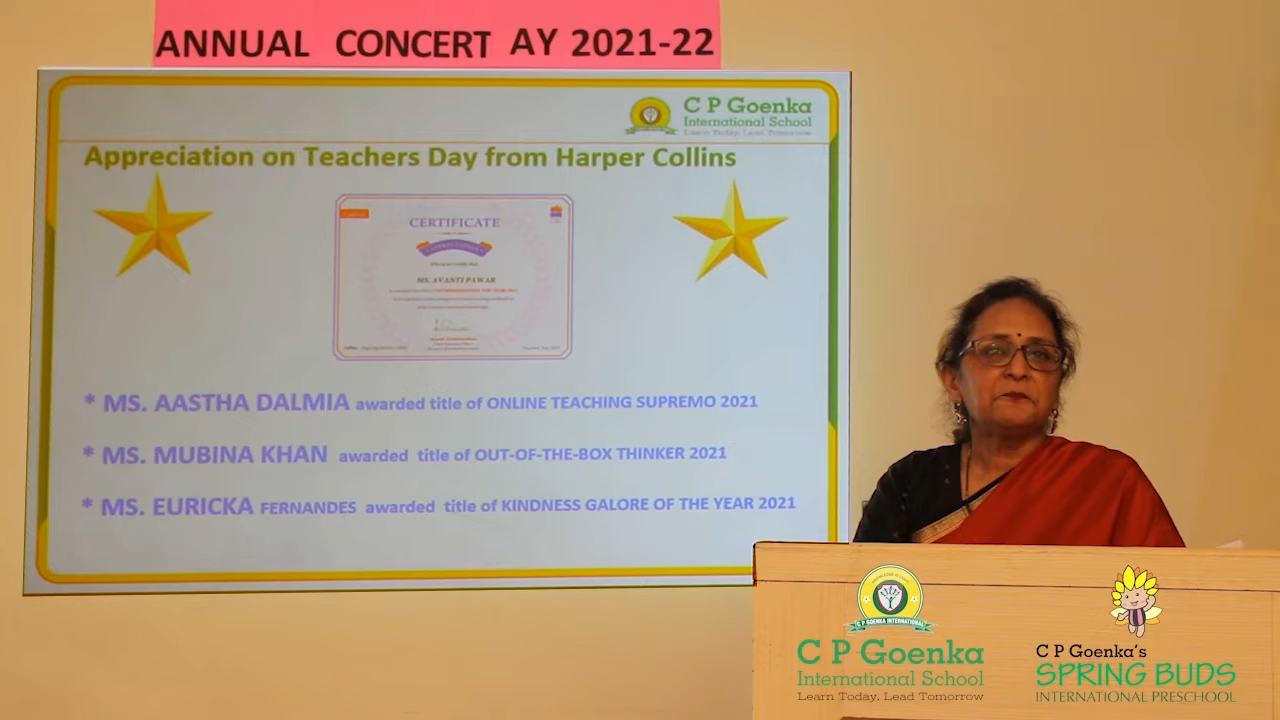 ANNUAL CONCERT AY 2021-22
C P Goenka
International School
Learn Today. Lead Tomorrow
Appreciation on Teachers Day from Harper Collins
CERTIFICATE
MS. AVANTI PAWAR
* MS. AASTHA DALMIA awarded title of ONLINE TEACHING SUPREMO 2021
* MS. MUBINA KHAN awarded title of OUT-OF-THE-BOX THINKER 2021
* MS. EURICKA FERNANDES awarded title of KINDNESS GALORE OF THE YEAR 2021
C P GOENKA INTERNATIONAL
C P Goenka
International School
Learn Today. Lead Tomorrow
C P Goenka's
SPRING BUDS
INTERNATIONAL PRESCHOOL